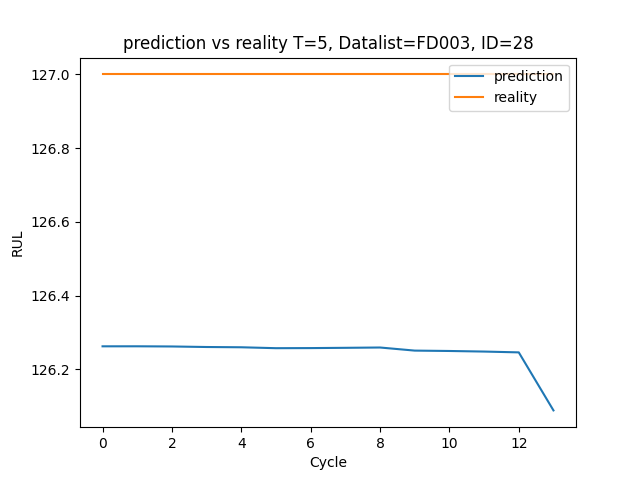 prediction vs reality T=5, Datalist=FD003, ID=28
127.0
126.8
126.6
126.4
126.2
RUL
prediction
reality
0 2 4 6 8 10 12
Cycle